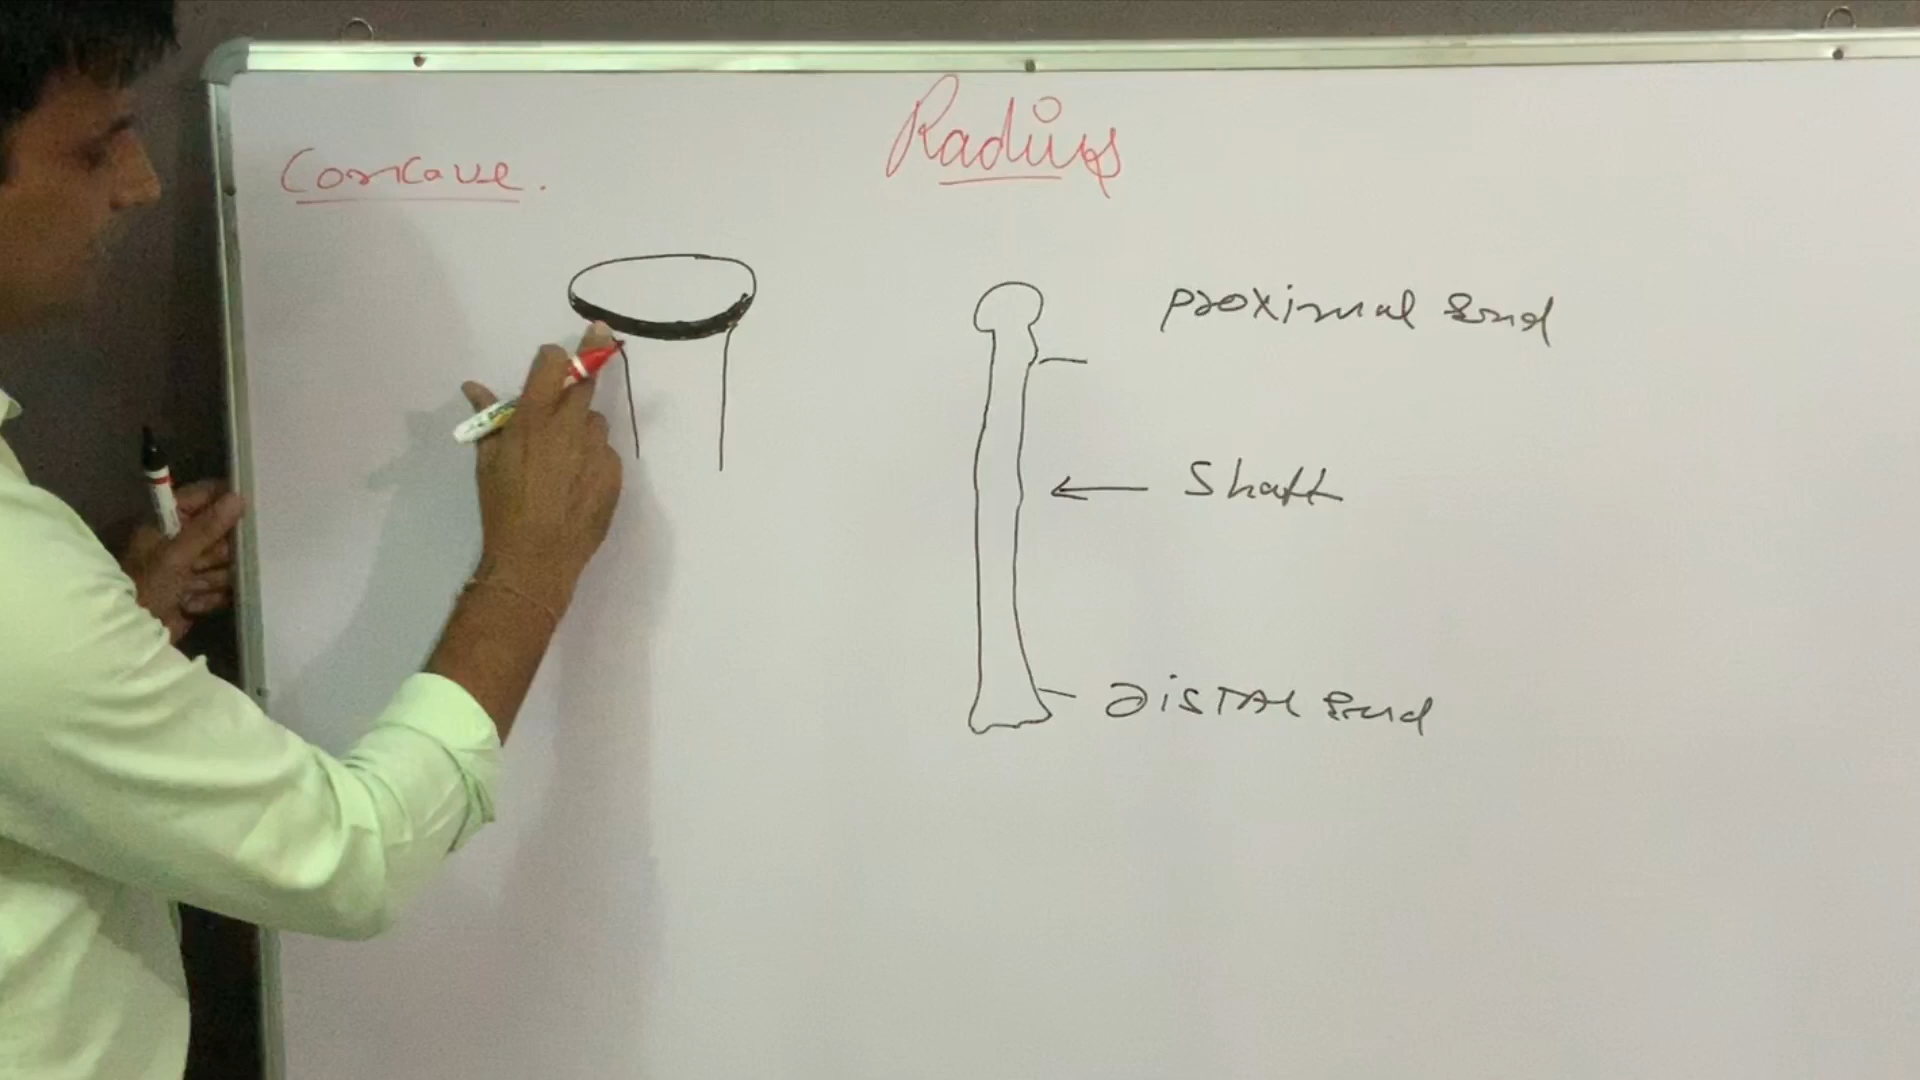 Radius
Concave.
proximal End
Shaft
DISTAL End